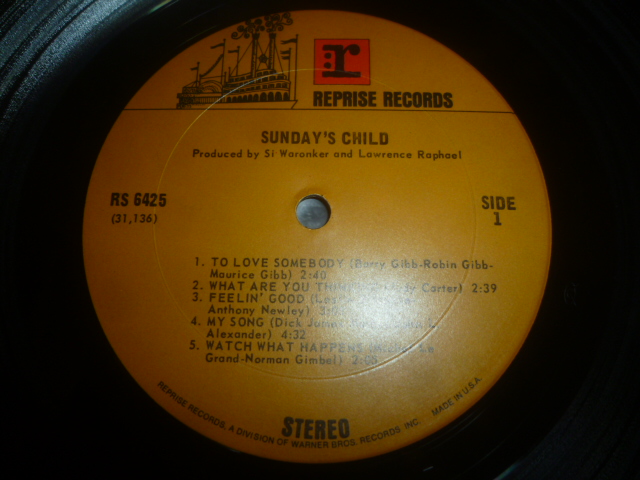 r
REPRISE RECORDS
SUNDAY'S CHILD
Produced by Si Waronker and Lawrence Raphael
RS 6425
(31,136)
SIDE
1
1. TO LOVE SOMEBODY (Barry Gibb-Robin Gibb-
Maurice Gibb) 2:40
2. WHAT ARE YOU Carter) 2:39
3. FEELIN' GOOD
Anthony Newley)
4. MY SONG (Dick
Alexander) 4:32
5. WATCH WHAT HAPPENS
Grand-Norman Gimbel)
STEREO
REPRISE RECORDS, A DIVISION OF WARNER BROS. RECORDS INC. MADE IN U.S.A.